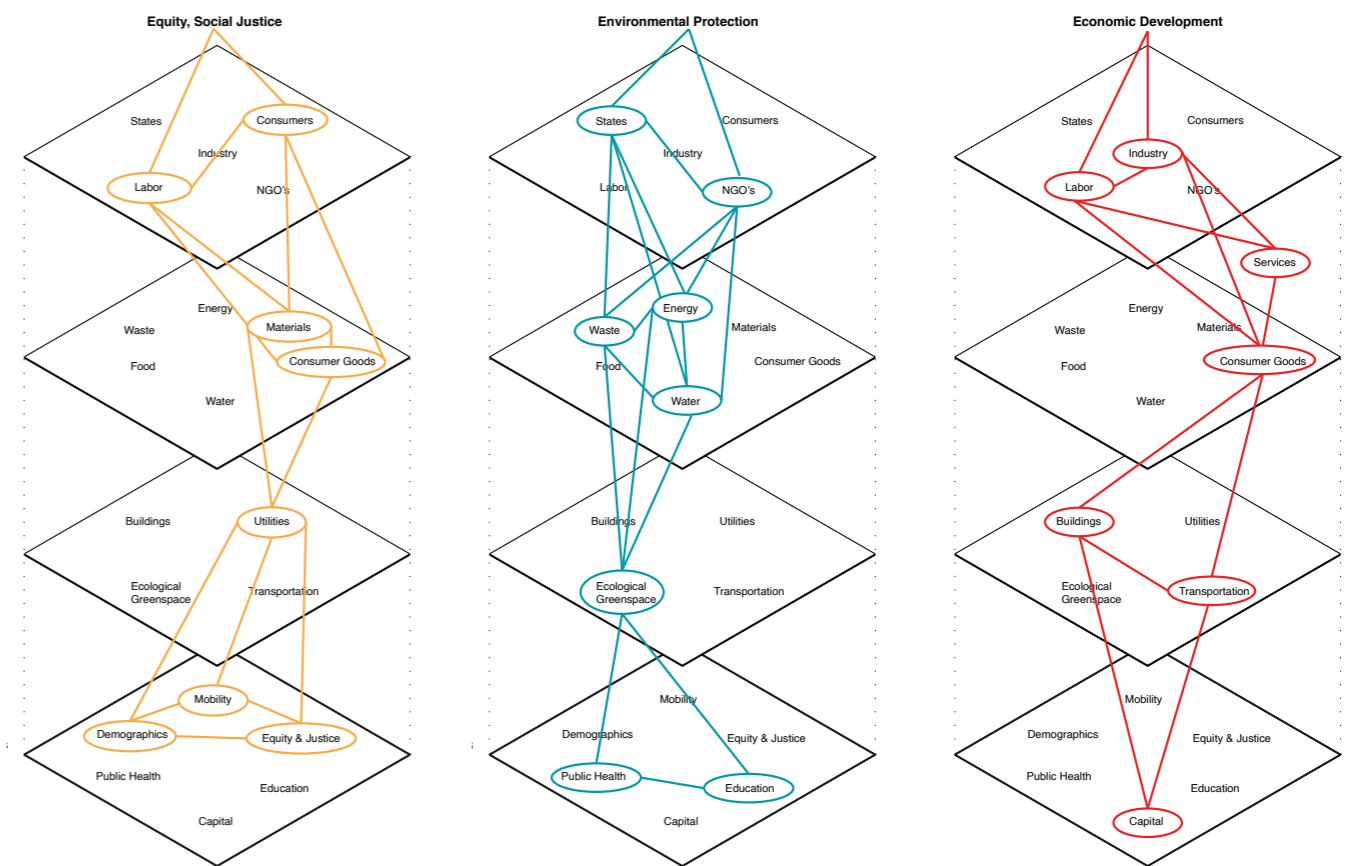 Equity, Social Justice
States
Consumers
Industry
Labor
NGO's
Energy
Waste
Materials
Food
Consumer Goods
Water
Buildings
Utilities
Ecological
Greenspace
Transportation
Mobility
Demographics
Equity & Justice
Public Health
Education
Capital
Environmental Protection
States
Consumers
Industry
Labor
NGO's
Energy
Waste
Materials
Food
Consumer Goods
Water
Buildings
Utilities
Ecological
Greenspace
Transportation
Mobility
Demographics
Equity & Justice
Public Health
Education
Capital
Economic Development
States
Consumers
Industry
Labor
NGO's
Services
Energy
Waste
Materials
Food
Consumer Goods
Water
Buildings
Utilities
Ecological
Greenspace
Transportation
Mobility
Demographics
Equity & Justice
Public Health
Education
Capital